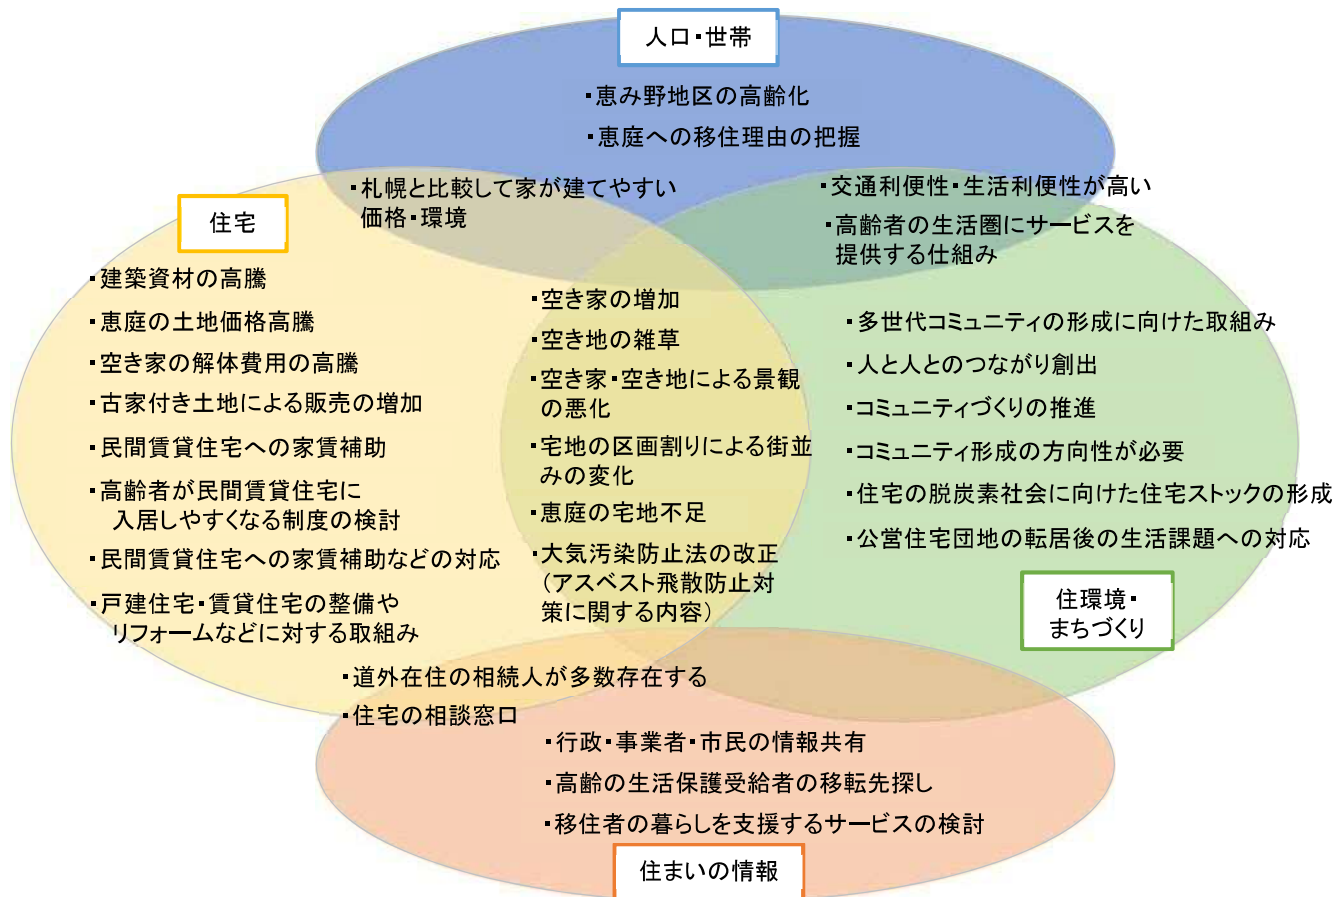 人口・世帯
・恵み野地区の高齢化
・恵庭への移住理由の把握
・札幌と比較して家が建てやすい
価格・環境
・交通利便性・生活利便性が高い
・高齢者の生活圏にサービスを
提供する仕組み
住宅
・建築資材の高騰
・恵庭の土地価格高騰
・空き家の解体費用の高騰
・古家付き土地による販売の増加
・民間賃貸住宅への家賃補助
・高齢者が民間賃貸住宅に
入居しやすくなる制度の検討
・民間賃貸住宅への家賃補助などの対応
・戸建住宅・賃貸住宅の整備や
リフォームなどに対する取組み
・空き家の増加
・空き地の雑草
・空き家・空き地による景観
の悪化
・宅地の区画割りによる街並
みの変化
・恵庭の宅地不足
・大気汚染防止法の改正
（アスベスト飛散防止対
策に関する内容）
・多世代コミュニティの形成に向けた取組み
・人と人とのつながり創出
・コミュニティづくりの推進
・コミュニティ形成の方向性が必要
・住宅の脱炭素社会に向けた住宅ストックの形成
・公営住宅団地の転居後の生活課題への対応
住環境・
まちづくり
・道外在住の相続人が多数存在する
・住宅の相談窓口
・行政・事業者・市民の情報共有
・高齢の生活保護受給者の移転先探し
・移住者の暮らしを支援するサービスの検討
住まいの情報